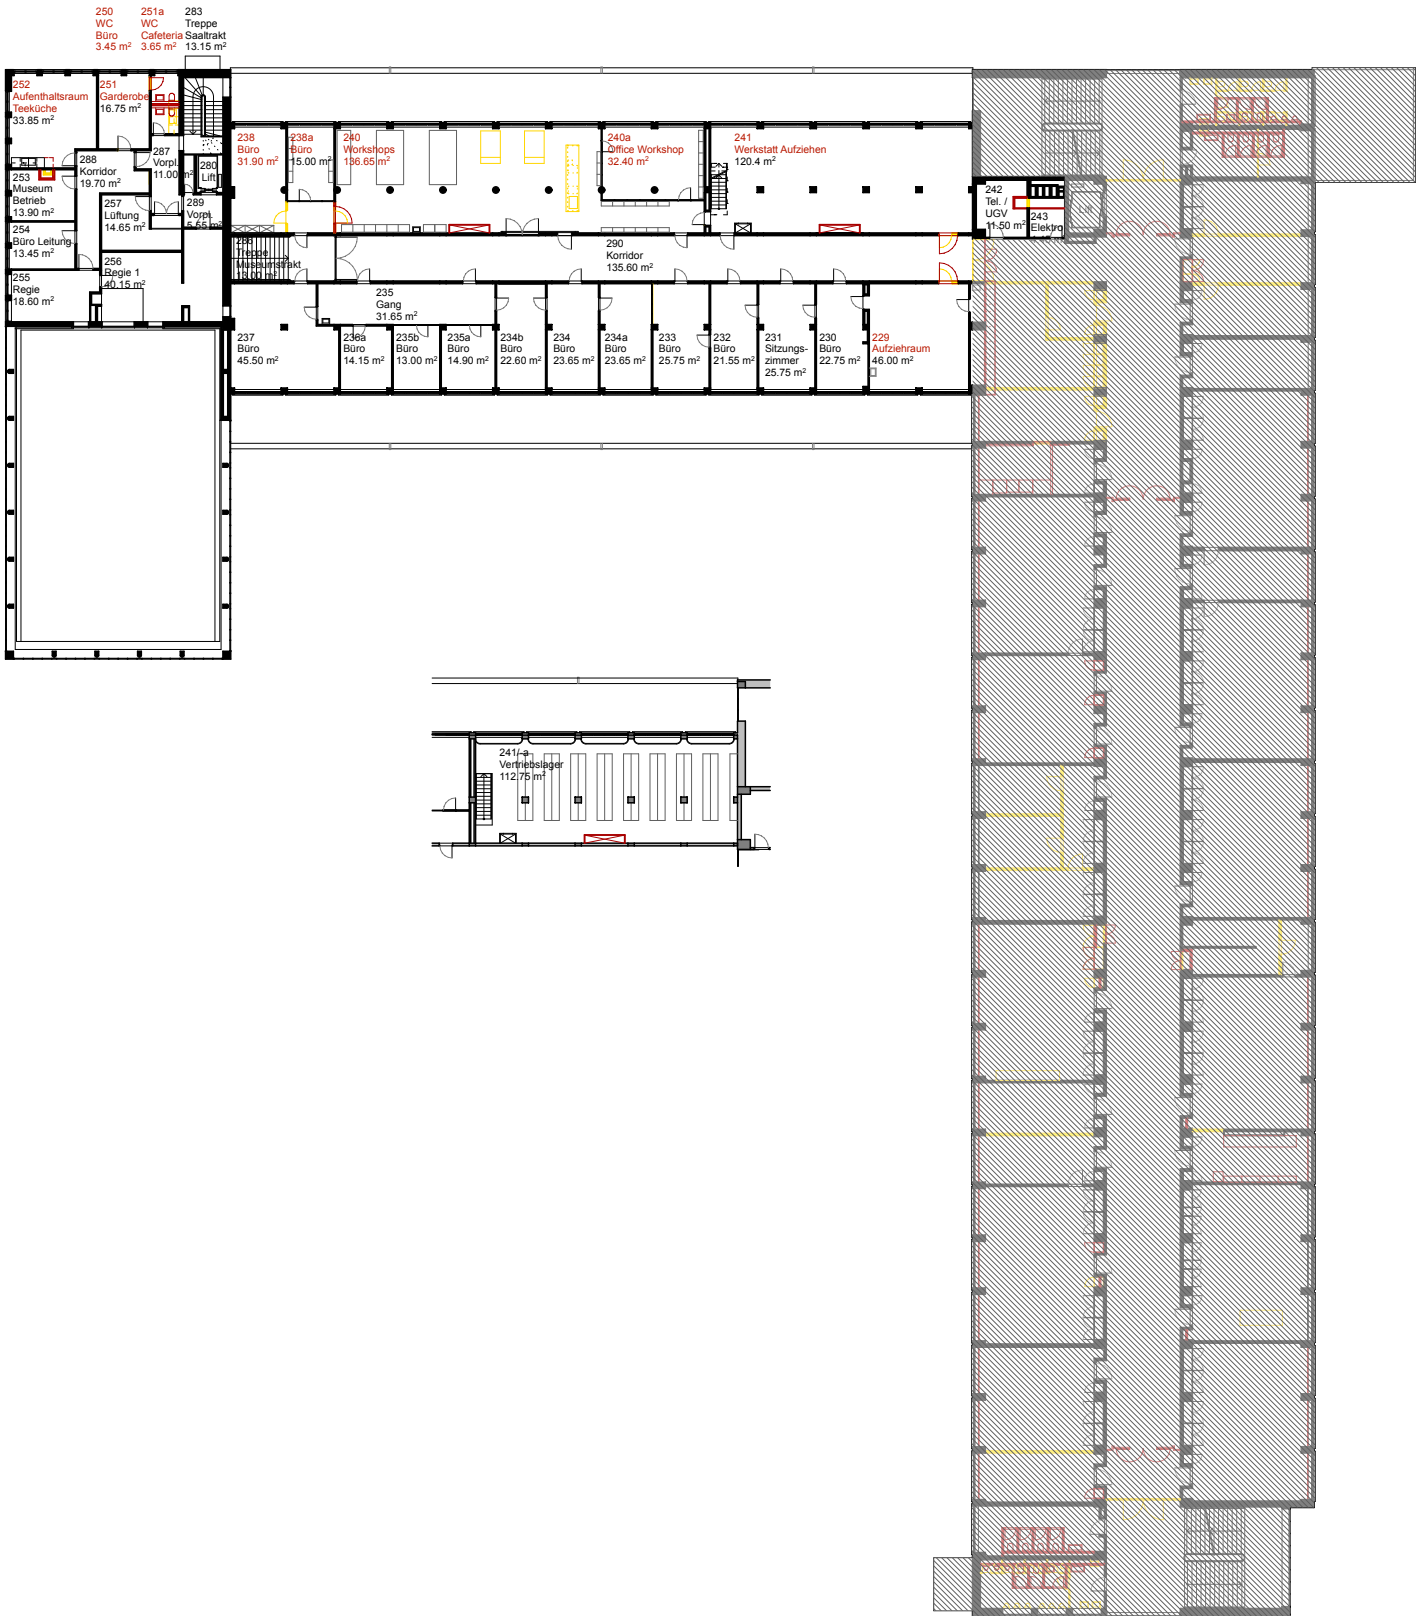 250
WC
Büro
3.45 m²
251a
WC
Cafeteria
3.65 m²
283
Treppe
Saaltrakt
13.15 m²
252
Aufenthaltsraum
Teeküche
33.85 m²
251
Garderobe
16.75 m²
288
Korridor
19.70 m²
287
Vorpl.
11.00 m²
280
Lift
253
Museum
Betrieb
13.90 m²
257
Lüftung
14.65 m²
289
Vorpl.
5.55 m²
254
Büro Leitung
13.45 m²
255
Regie
18.60 m²
256
Regie 1
40.15 m²
238
Büro
31.90 m²
238a
Büro
15.00 m²
240
Workshops
136.65 m²
240a
Office Workshop
32.40 m²
241
Werkstatt Aufziehen
120.4 m²
242
Tel. /
UGV
11.50 m²
243
Elektro
Lift
286
Treppe
Museumstrakt
13.00 m²
290
Korridor
135.60 m²
235
Gang
31.65 m²
237
Büro
45.50 m²
236a
Büro
14.15 m²
235b
Büro
13.00 m²
235a
Büro
14.90 m²
234b
Büro
22.60 m²
234
Büro
23.65 m²
234a
Büro
23.65 m²
233
Büro
25.75 m²
232
Büro
21.55 m²
231
Sitzungs-
zimmer
25.75 m²
230
Büro
22.75 m²
229
Aufziehraum
46.00 m²
241/-a
Vertriebslager
112.75 m²